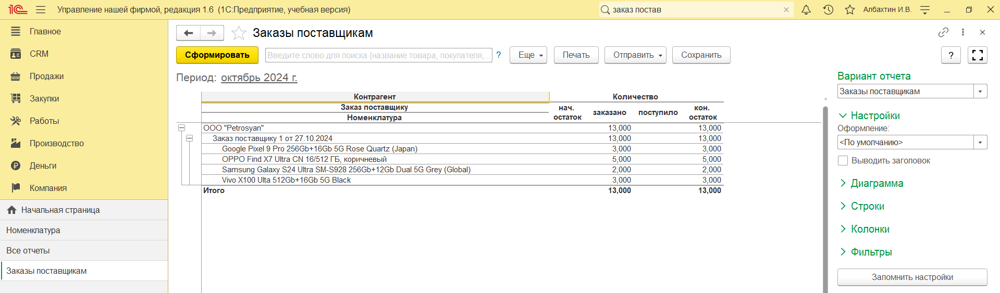 1С Управление нашей фирмой, редакция 1.6 (1С:Предприятие, учебная версия) заказ постав Албахтин И.В.
Главное
CRM
Продажи
Закупки
Работы
Производство
Деньги
Компания
Начальная страница
Номенклатура
Все отчеты
Заказы поставщикам
Заказы поставщикам
Сформировать Введите слово для поиска (название товара, покупателя,... ? Еще Печать Отправить Сохранить ?
Период: октябрь 2024 г.
Контрагент Количество
Заказ поставщику нач. остаток заказано поступило кон. остаток
Номенклатура
ООО "Petrosyan" 13,000 13,000
Заказ поставщику 1 от 27.10.2024 13,000 13,000
Google Pixel 9 Pro 256Gb+16Gb 5G Rose Quartz (Japan) 3,000 3,000
OPPO Find X7 Ultra CN 16/512 ГБ, коричневый 5,000 5,000
Samsung Galaxy S24 Ultra SM-S928 256Gb+12Gb Dual 5G Grey (Global) 2,000 2,000
Vivo X100 Ulta 512Gb+16Gb 5G Black 3,000 3,000
Итого 13,000 13,000
Вариант отчета
Заказы поставщикам
Настройки
Оформление:
<По умолчанию>
Выводить заголовок
Диаграмма
Строки
Колонки
Фильтры
Запомнить настройки